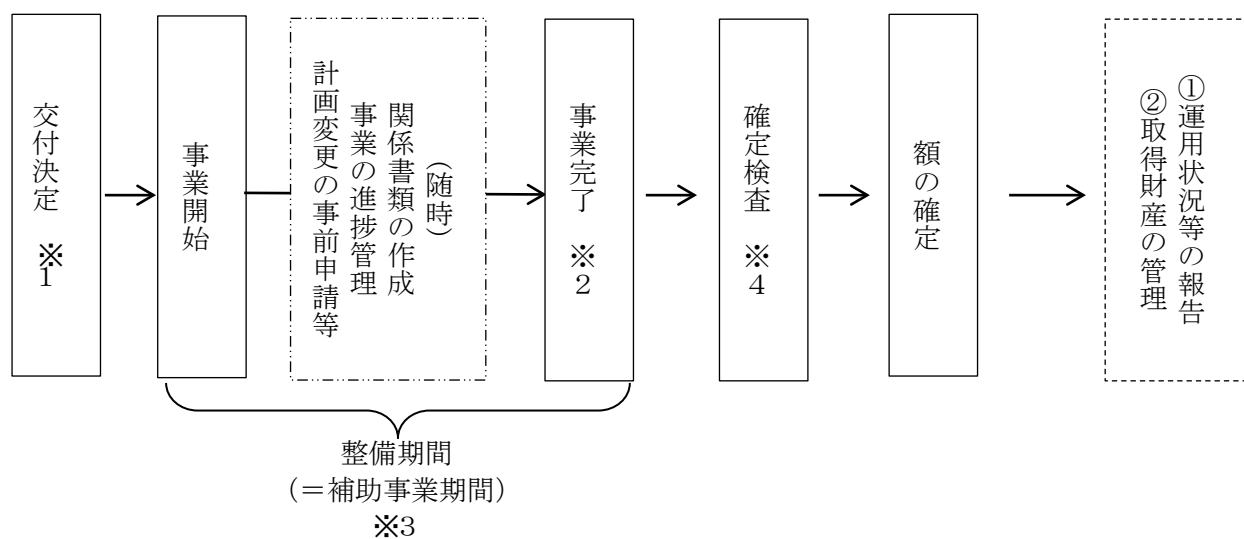 交付決定 ※1
事業開始
(随時)
関係書類の作成
事業の進捗管理
計画変更の事前申請等
事業完了 ※2
確定検査 ※4
額の確定
①運用状況等の報告
②取得財産の管理
整備期間
(=補助事業期間)
※3